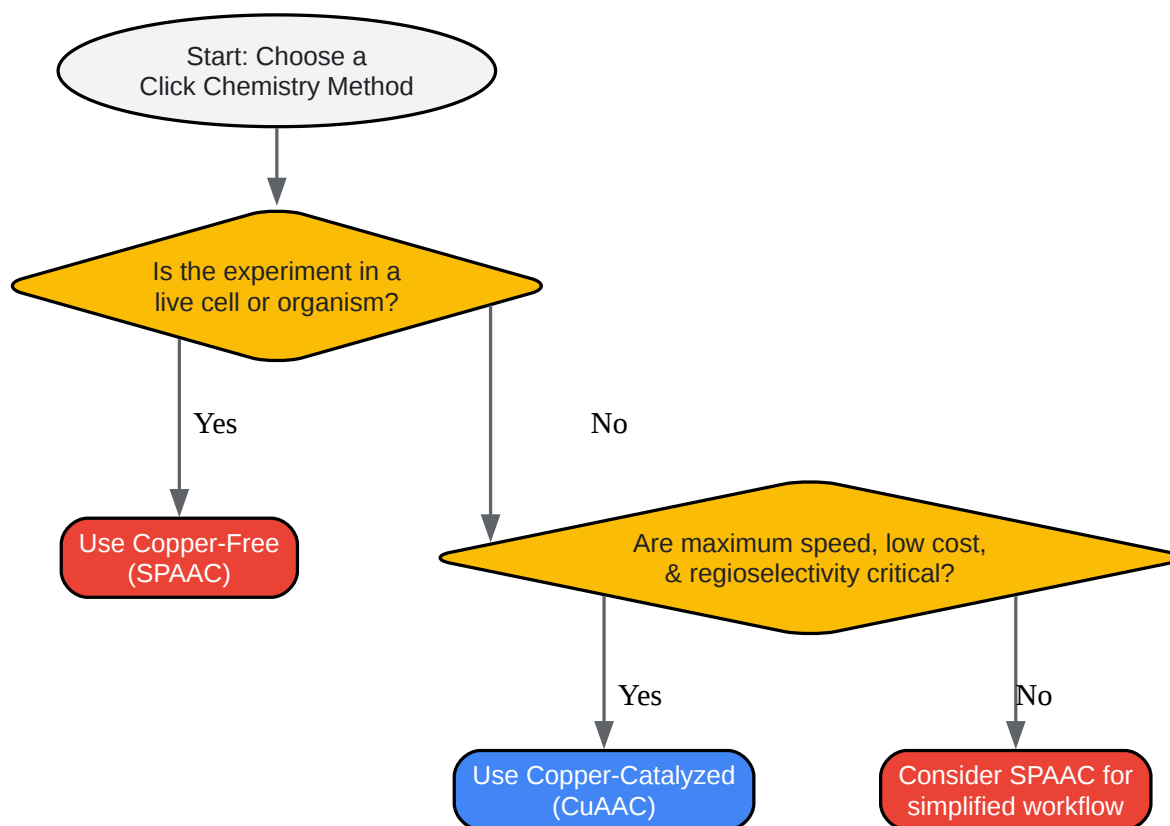 Start: Choose a
Click Chemistry Method
Is the experiment in a
live cell or organism?
Yes
No
Use Copper-Free
(SPAAC)
Are maximum speed, low cost,
& regioselectivity critical?
Yes
No
Use Copper-Catalyzed
(CuAAC)
Consider SPAAC for
simplified workflow